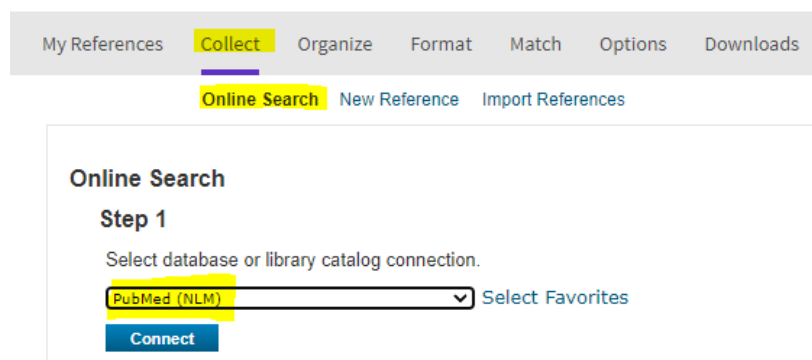 My References Collect Organize Format Match Options Downloads
Online Search New Reference Import References
Online Search
Step 1
Select database or library catalog connection.
PubMed (NLM) Select Favorites
Connect